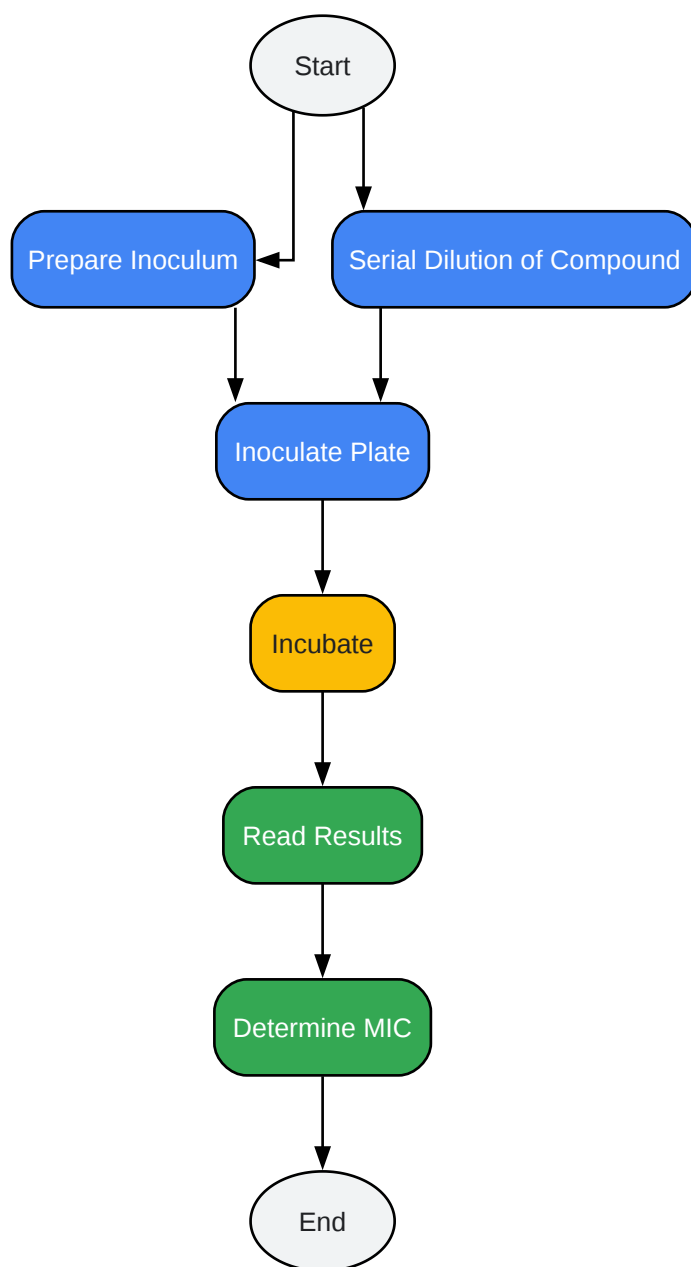 Start
Prepare Inoculum
Serial Dilution of Compound
Inoculate Plate
Incubate
Read Results
Determine MIC
End